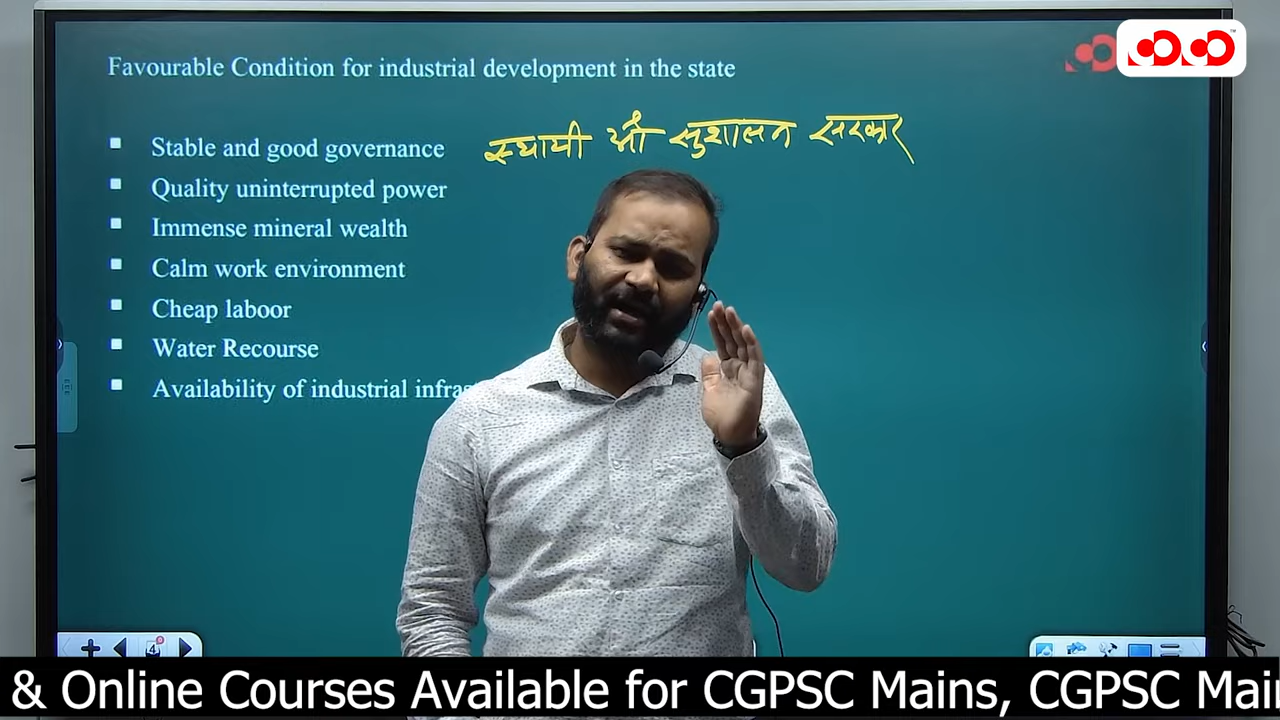 Favourable Condition for industrial development in the state
Stable and good governance
स्थायी और सुशासन सरकार
Quality uninterrupted power
Immense mineral wealth
Calm work environment
Cheap laboor
Water Recourse
Availability of industrial infras
& Online Courses Available for CGPSC Mains, CGPSC Main